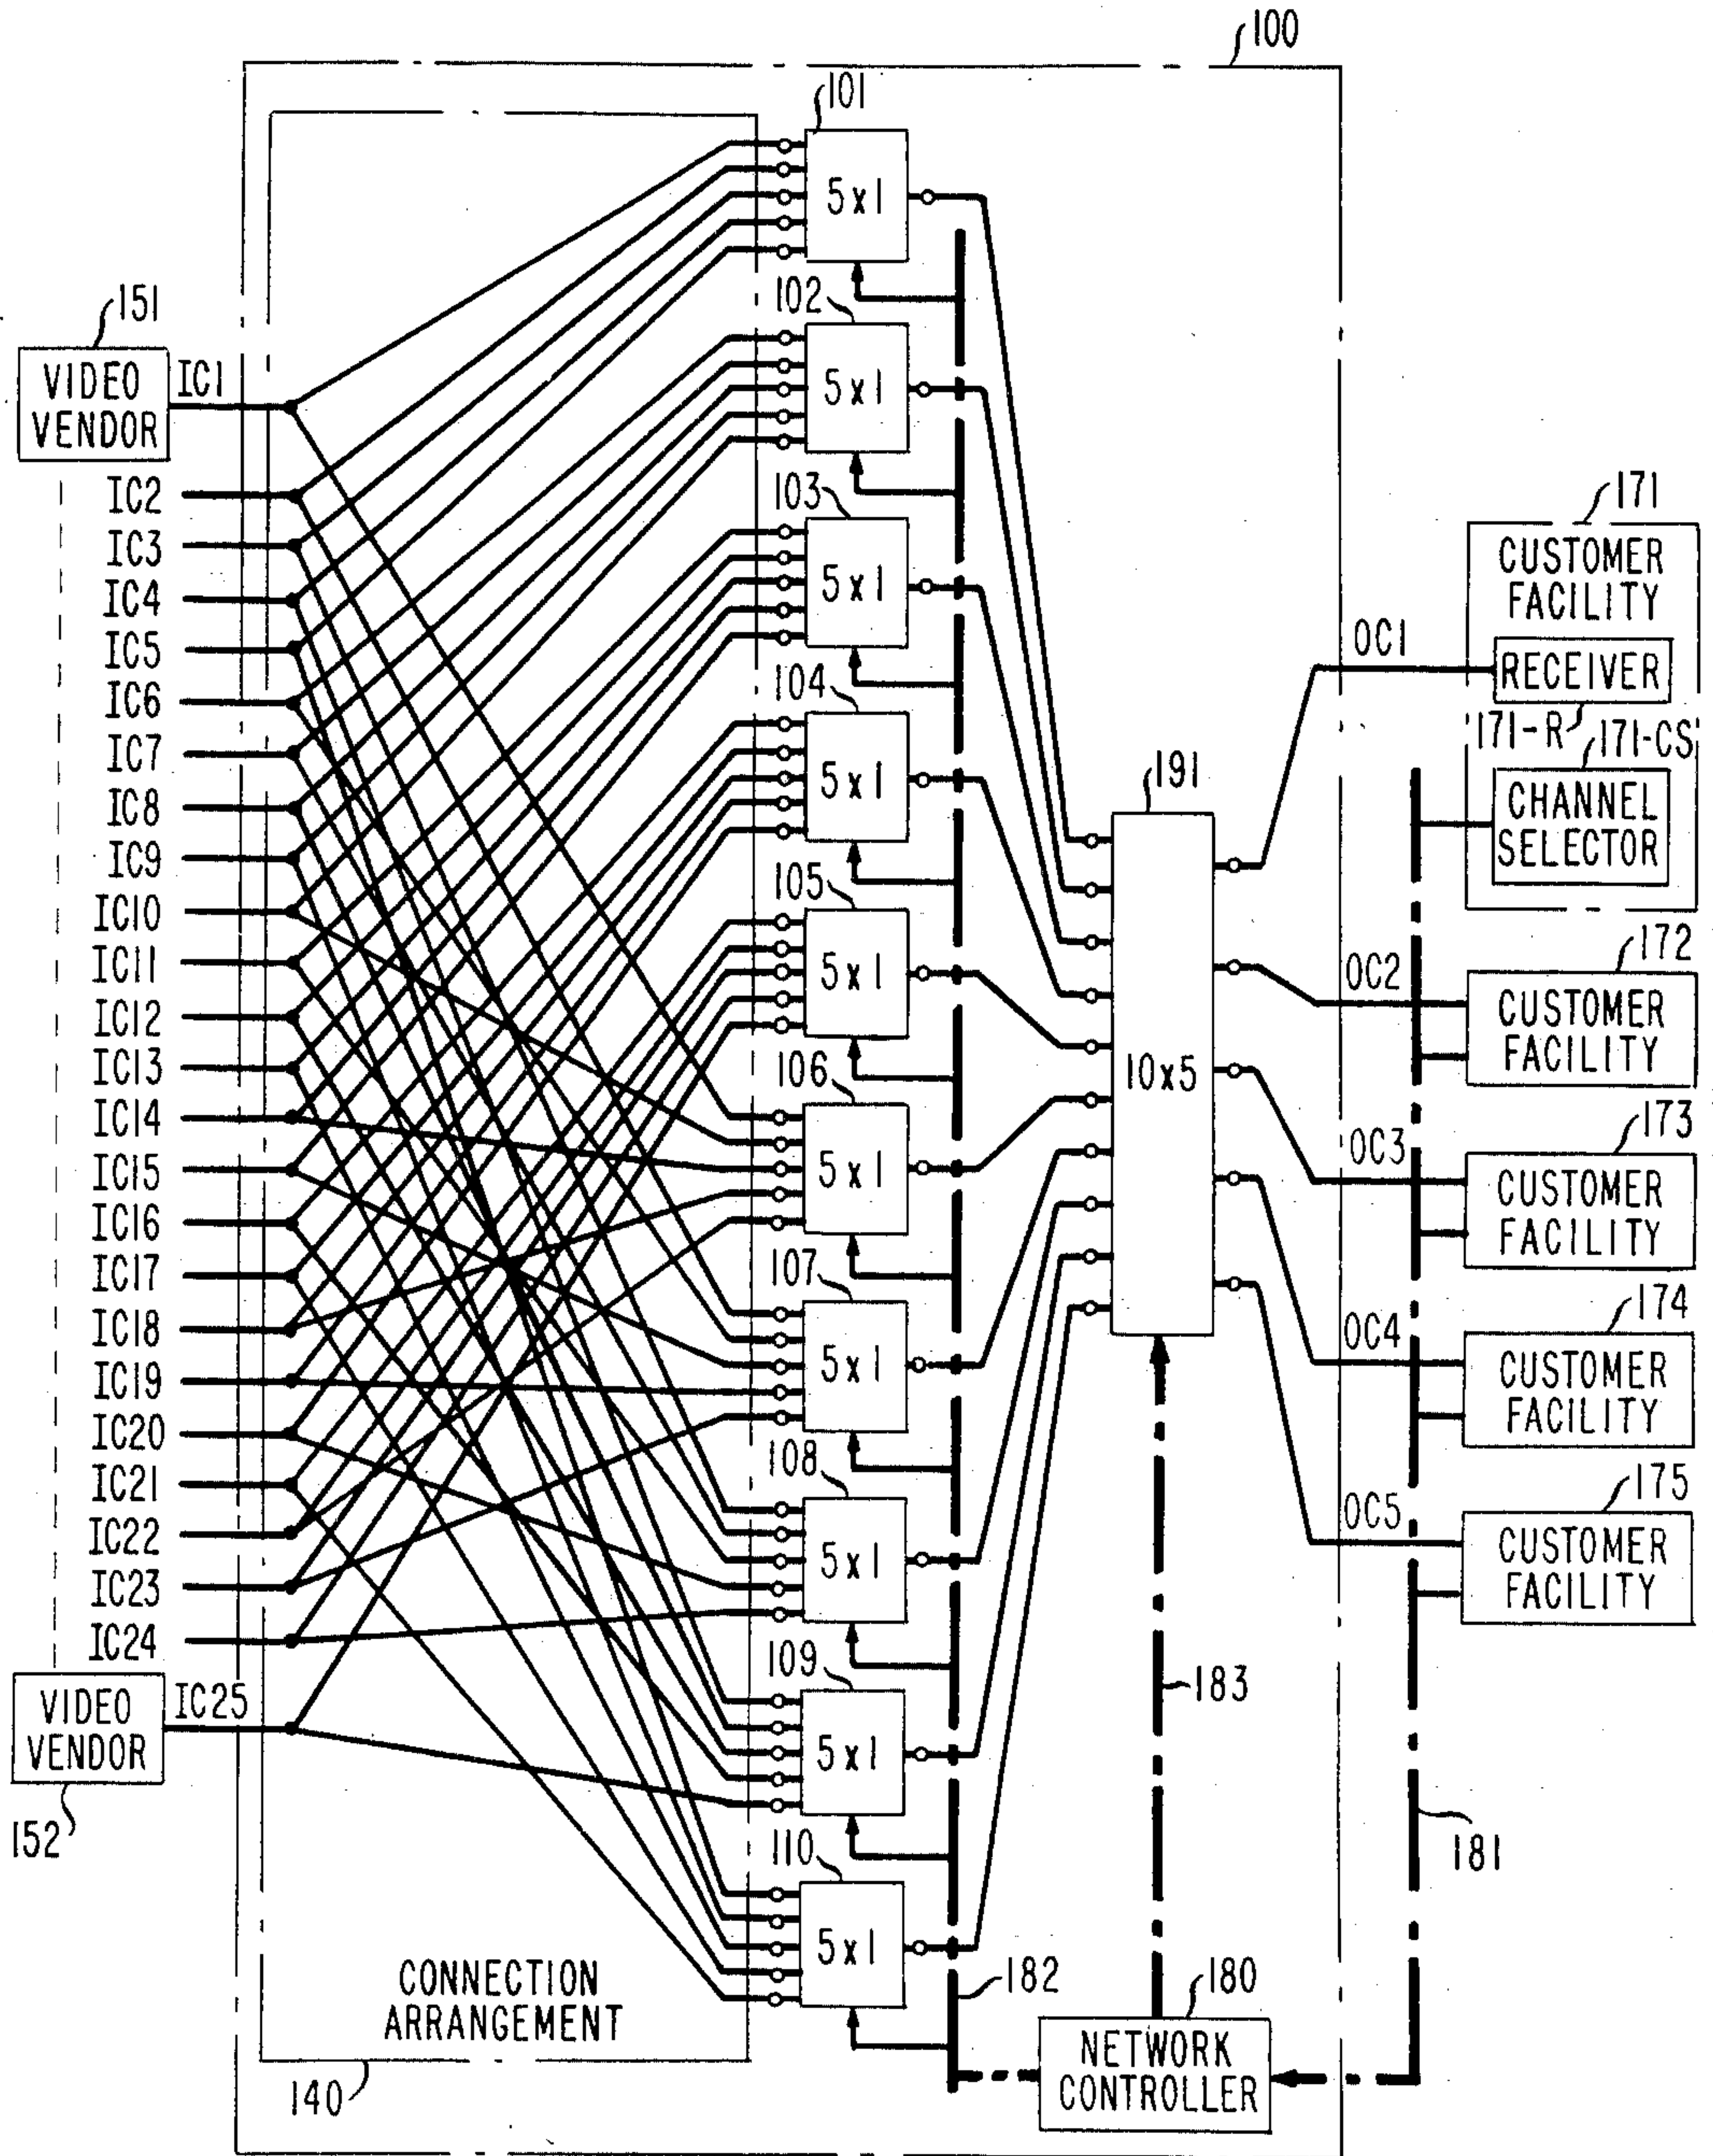 100
101
5x1
102
5x1
151
VIDEO
VENDOR
IC1
IC2
IC3
IC4
IC5
IC6
IC7
IC8
IC9
IC10
IC11
IC12
IC13
IC14
IC15
IC16
IC17
IC18
IC19
IC20
IC21
IC22
IC23
IC24
IC25
VIDEO
VENDOR
152
103
5x1
104
5x1
105
5x1
106
5x1
107
5x1
108
5x1
109
5x1
110
5x1
CONNECTION
ARRANGEMENT
140
191
10x5
183
182
180
NETWORK
CONTROLLER
181
OC1
OC2
OC3
OC4
OC5
171
CUSTOMER
FACILITY
RECEIVER
171-R
171-CS
CHANNEL
SELECTOR
172
CUSTOMER
FACILITY
173
CUSTOMER
FACILITY
174
CUSTOMER
FACILITY
175
CUSTOMER
FACILITY